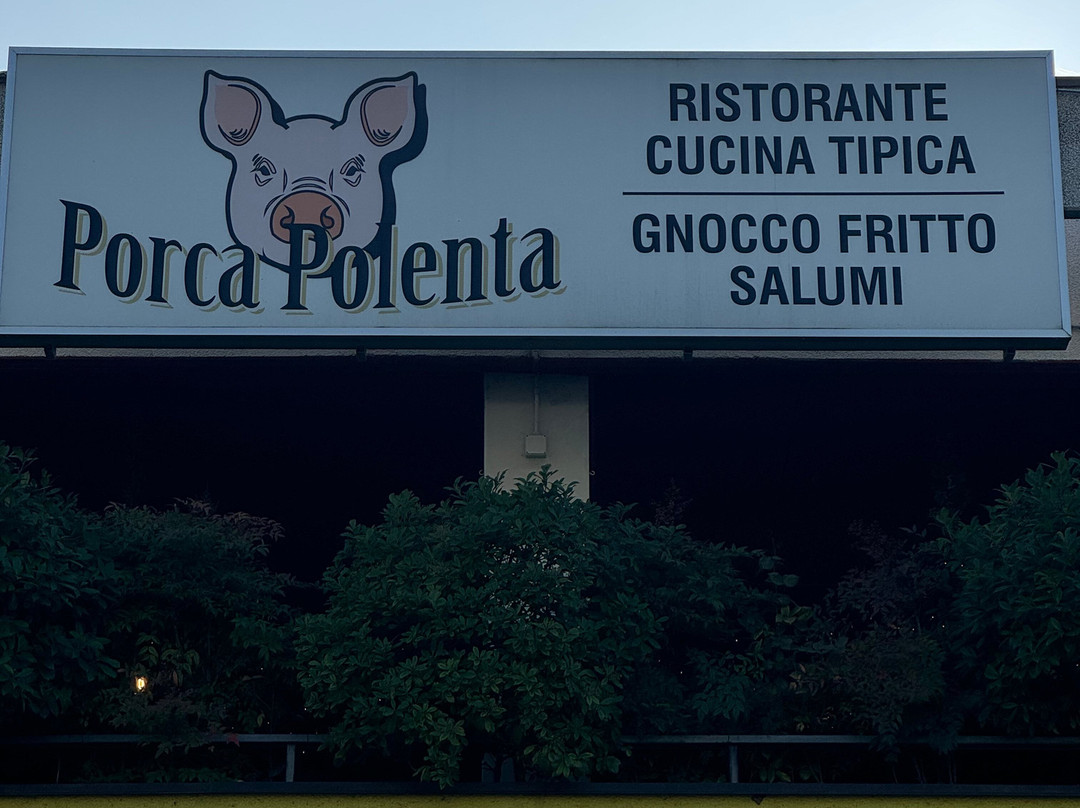 Porca Polenta
RISTORANTE
CUCINA TIPICA
GNOCCO FRITTO
SALUMI